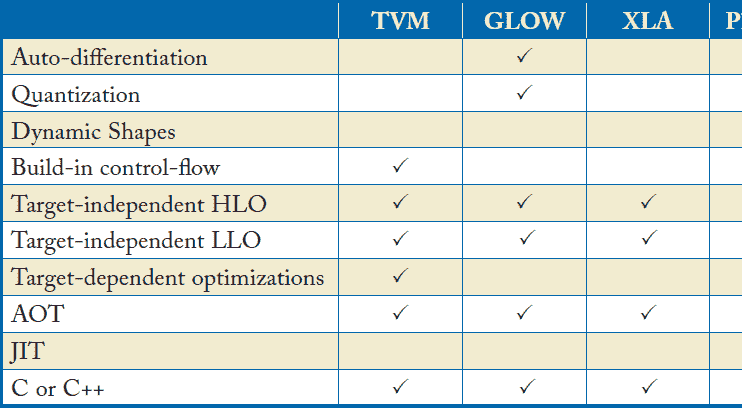 TVM GLOW XLA
Auto-differentiation ✓
Quantization ✓
Dynamic Shapes
Build-in control-flow ✓
Target-independent HLO ✓ ✓ ✓
Target-independent LLO ✓ ✓ ✓
Target-dependent optimizations ✓
AOT ✓ ✓ ✓
JIT
C or C++ ✓ ✓ ✓